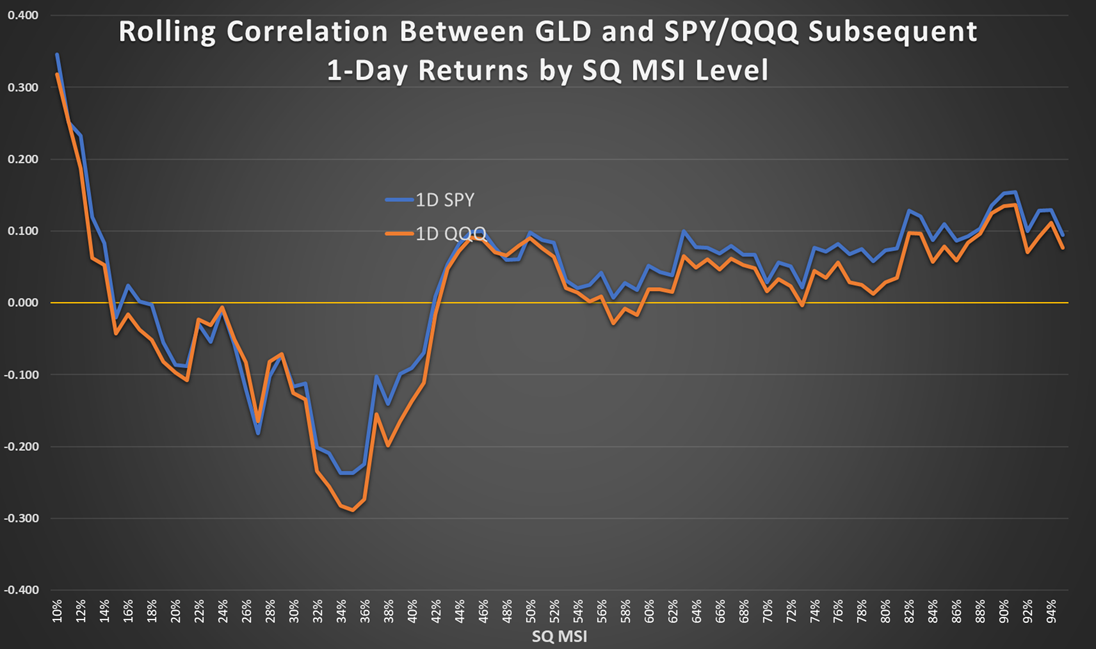 Rolling Correlation Between GLD and SPY/QQQ Subsequent
1-Day Returns by SQ MSI Level
0.400
0.300
0.200
0.100
0.000
-0.100
-0.200
-0.300
-0.400
1D SPY
1D QQQ
10% 12% 14% 16% 18% 20% 22% 24% 26% 28% 30% 32% 34% 36% 38% 40% 42% 44% 46% 48% 50% 52% 54% 56% 58% 60% 62% 64% 66% 68% 70% 72% 74% 76% 78% 80% 82% 84% 86% 88% 90% 92% 94%
SQ MSI